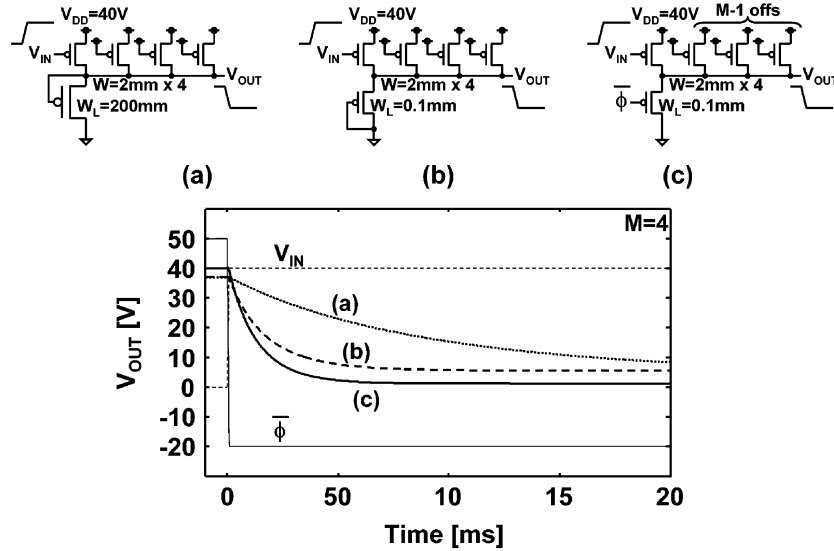 V_DD=40V
V_IN
V_OUT
W=2mm x 4
W_L=200mm
(a)
V_DD=40V
V_IN
V_OUT
W=2mm x 4
W_L=0.1mm
(b)
V_DD=40V
M-1 offs
V_IN
V_OUT
W=2mm x 4
ϕ̅
W_L=0.1mm
(c)
M=4
V_OUT [V]
50
40
30
20
10
0
-10
-20
V_IN
(a)
(b)
(c)
ϕ̅
0
50
10
15
20
Time [ms]